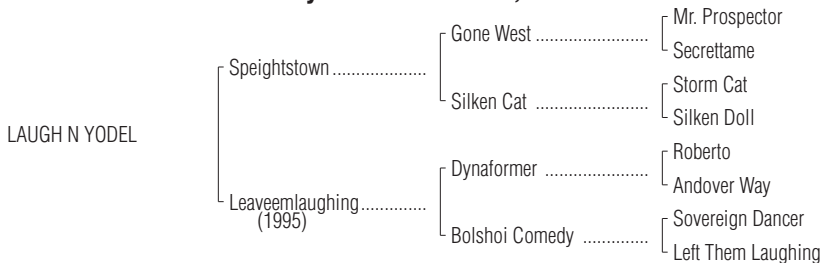 Mr. Prospector
Gone West ......................
Secrettame
Speightstown .....................
Storm Cat
Silken Cat ......................
Silken Doll
LAUGH N YODEL
Roberto
Dynaformer ....................
Andover Way
Leaveemlaughing ..............
(1995)
Sovereign Dancer
Bolshoi Comedy .............
Left Them Laughing